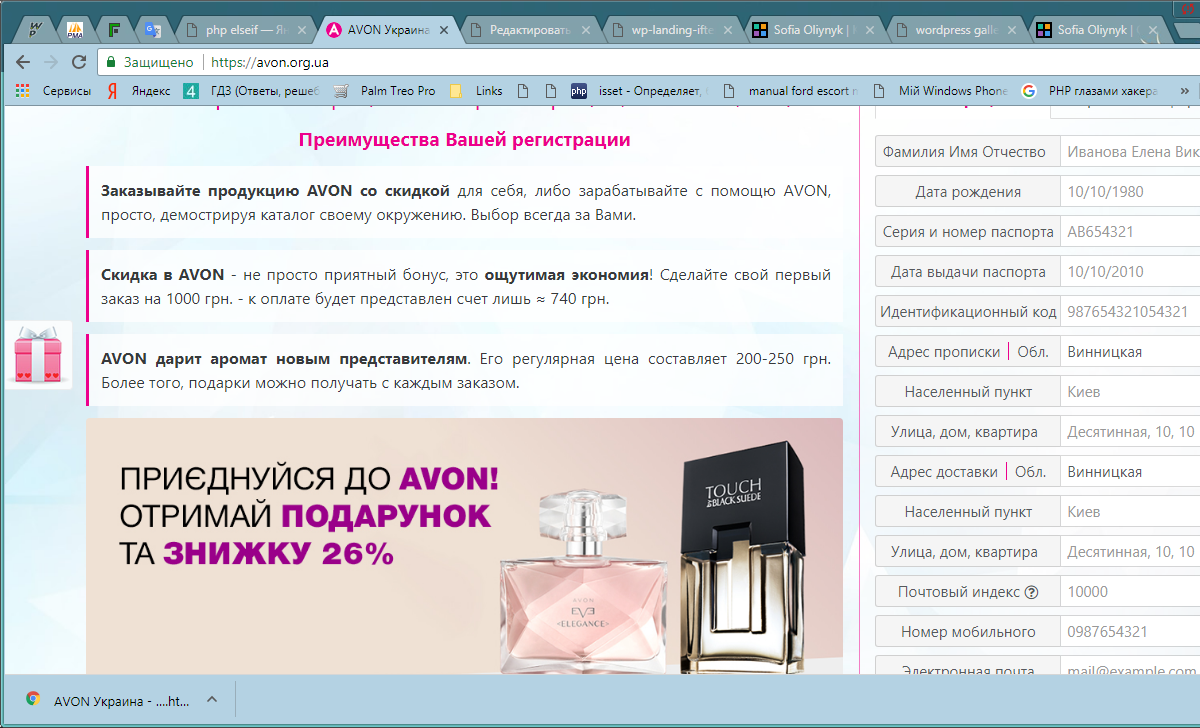 php elseif — Ян
AVON Украина
Редактировать
wp-landing-ifte
Sofia Oliynyk |
wordpress galle
Sofia Oliynyk |
Защищено
https://avon.org.ua
Сервисы
Яндекс
ГДЗ (Ответы, решеб
Palm Treo Pro
Links
php
isset - Определяет,
manual ford escort m
Мій Windows Phone
PHP глазами хакера
»
Преимущества Вашей регистрации
Заказывайте продукцию AVON со скидкой для себя, либо зарабатывайте с помощю AVON,
просто, демострируя каталог своему окружению. Выбор всегда за Вами.
Скидка в AVON - не просто приятный бонус, это ощутимая экономия! Сделайте свой первый
заказ на 1000 грн. - к оплате будет представлен счет лишь ≈ 740 грн.
AVON дарит аромат новым представителям. Его регулярная цена составляет 200-250 грн.
Более того, подарки можно получать с каждым заказом.
ПРИЄДНУЙСЯ ДО AVON!
ОТРИМАЙ ПОДАРУНОК
ТА ЗНИЖКУ 26%
AVON
EVE
ELEGANCE
TOUCH
BLACK SUEDE
Фамилия Имя Отчество
Иванова Елена Вик
Дата рождения
10/10/1980
Серия и номер паспорта
АВ654321
Дата выдачи паспорта
10/10/2010
Идентификационный код
987654321054321
Адрес прописки | Обл.
Винницкая
Населенный пункт
Киев
Улица, дом, квартира
Десятинная, 10, 10
Адрес доставки | Обл.
Винницкая
Населенный пункт
Киев
Улица, дом, квартира
Десятинная, 10, 10
Почтовый индекс
10000
Номер мобильного
0987654321
Электронная почта
mail@example.com
AVON Украина - ....ht...